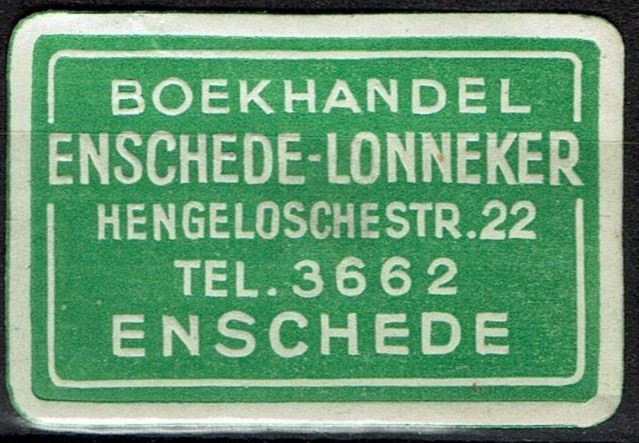 BOEKHANDEL
ENSCHEDE-LONNEKER
HENGELOSCHESTR.22
TEL. 3662
ENSCHEDE